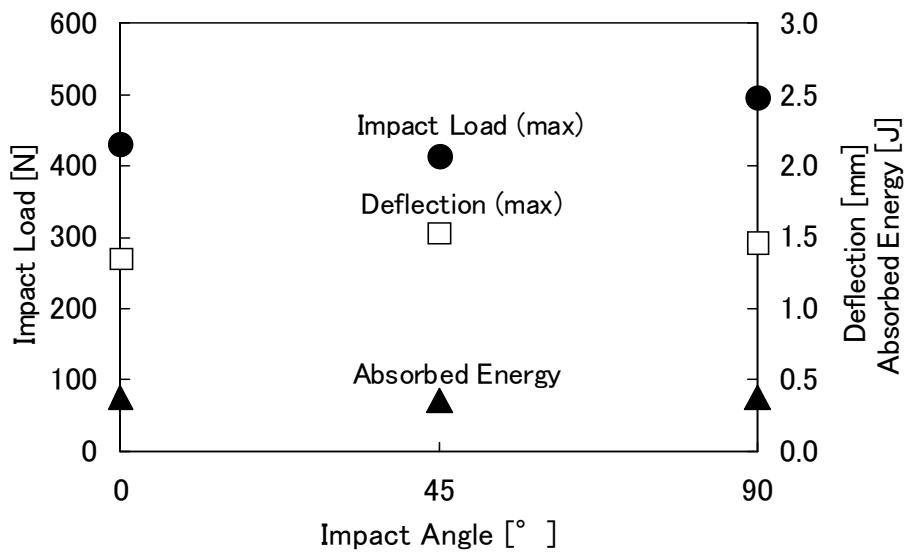 600
500
400
300
200
100
0
Impact Load [N]
Impact Load (max)
Deflection (max)
Absorbed Energy
3.0
2.5
2.0
1.5
1.0
0.5
0.0
Deflection [mm]
Absorbed Energy [J]
0 45 90
Impact Angle [° ]